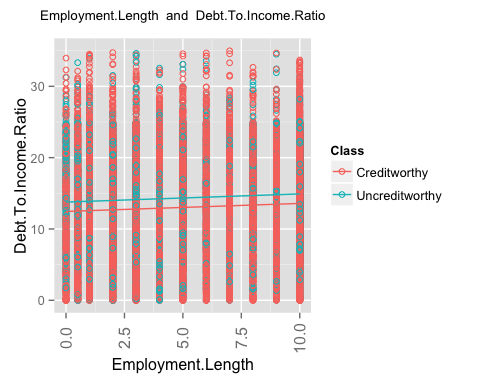 Employment.Length and Debt.To.Income.Ratio
Debt.To.Income.Ratio
30
20
10
0
0.0
2.5
5.0
7.5
10.0
Employment.Length
Class
Creditworthy
Uncreditworthy